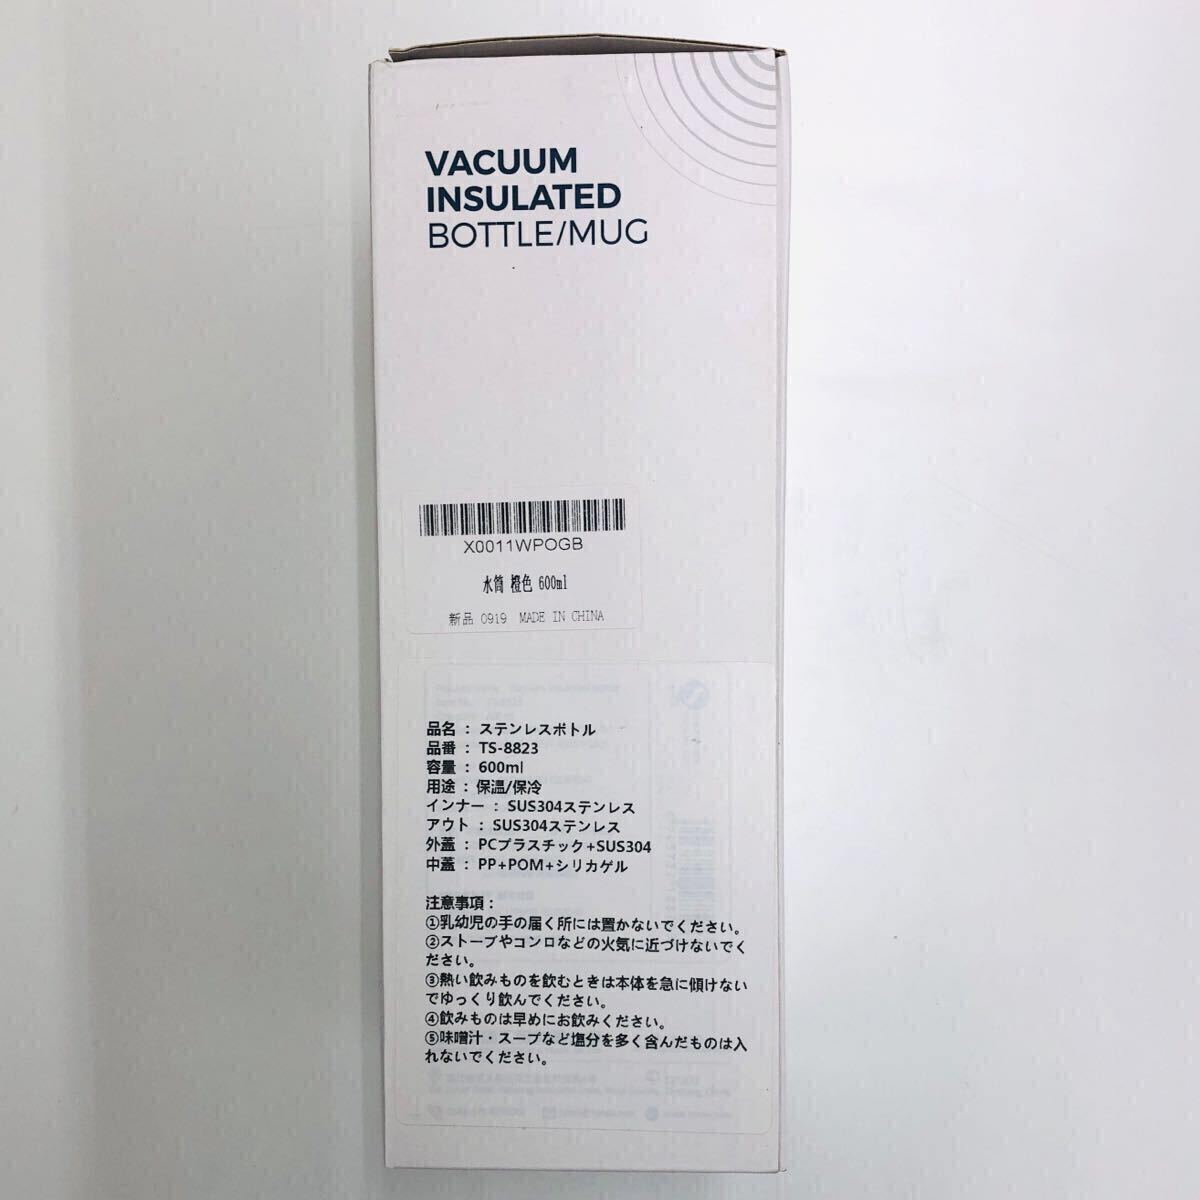 VACUUM
INSULATED
BOTTLE/MUG
X0011WPOGB
水筒 橙色 600ml
新品 0919 MADE IN CHINA
品名 : ステンレスボトル
品番 : TS-8823
容量 : 600ml
用途 : 保温/保冷
インナー : SUS304ステンレス
アウト : SUS304ステンレス
外蓋 : PCプラスチック+SUS304
中蓋 : PP+POM+シリカゲル
注意事項 :
①乳幼児の手の届く所には置かないでください。
②ストーブやコンロなどの火気に近づけないでく
ださい。
③熱い飲みものを飲むときは本体を急に傾けない
でゆっくり飲んでください。
④飲みものは早めにお飲みください。
⑤味噌汁・スープなど塩分を多く含んだものは入
れないでください。